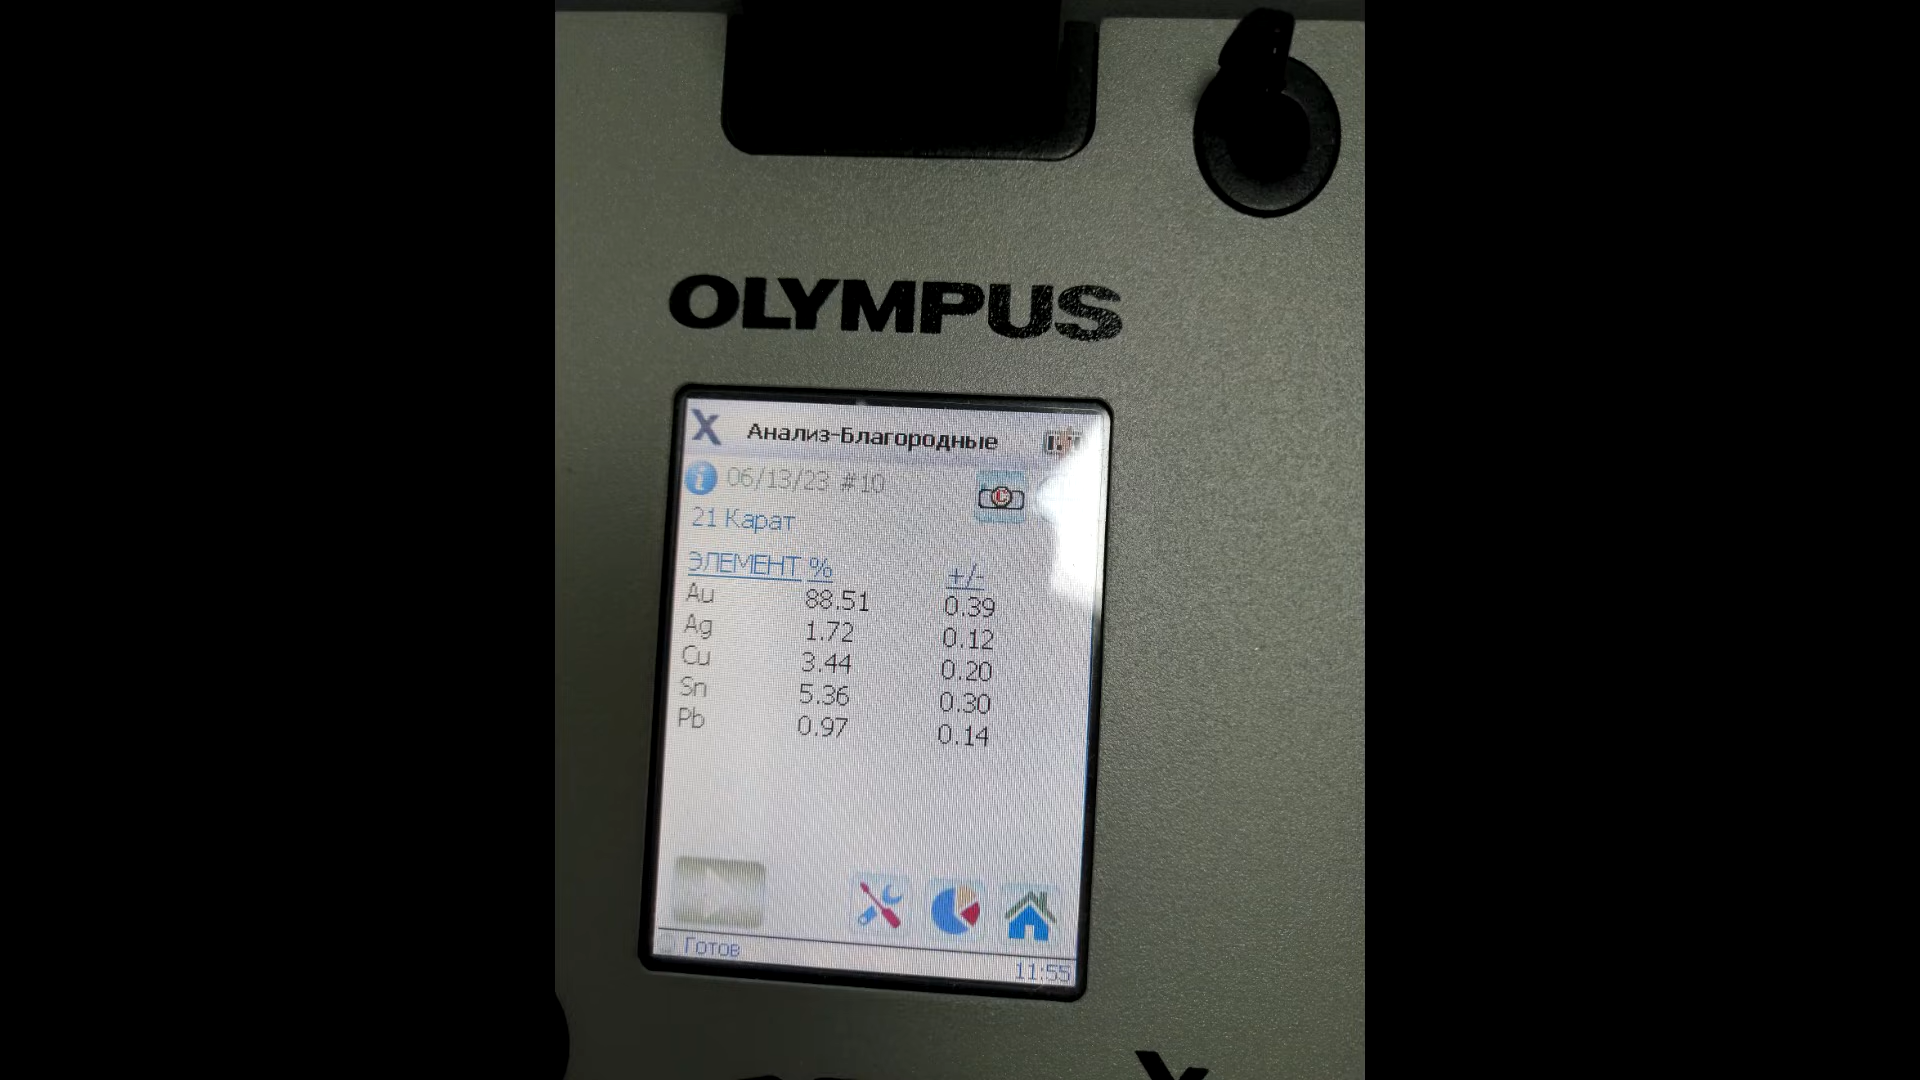 OLYMPUS
X Анализ-Благородные
06/13/23 #10
21 Карат
ЭЛЕМЕНТ % +/-
Au 88.51 0.39
Ag 1.72 0.12
Cu 3.44 0.20
Sn 5.36 0.30
Pb 0.97 0.14
Готов
11:55